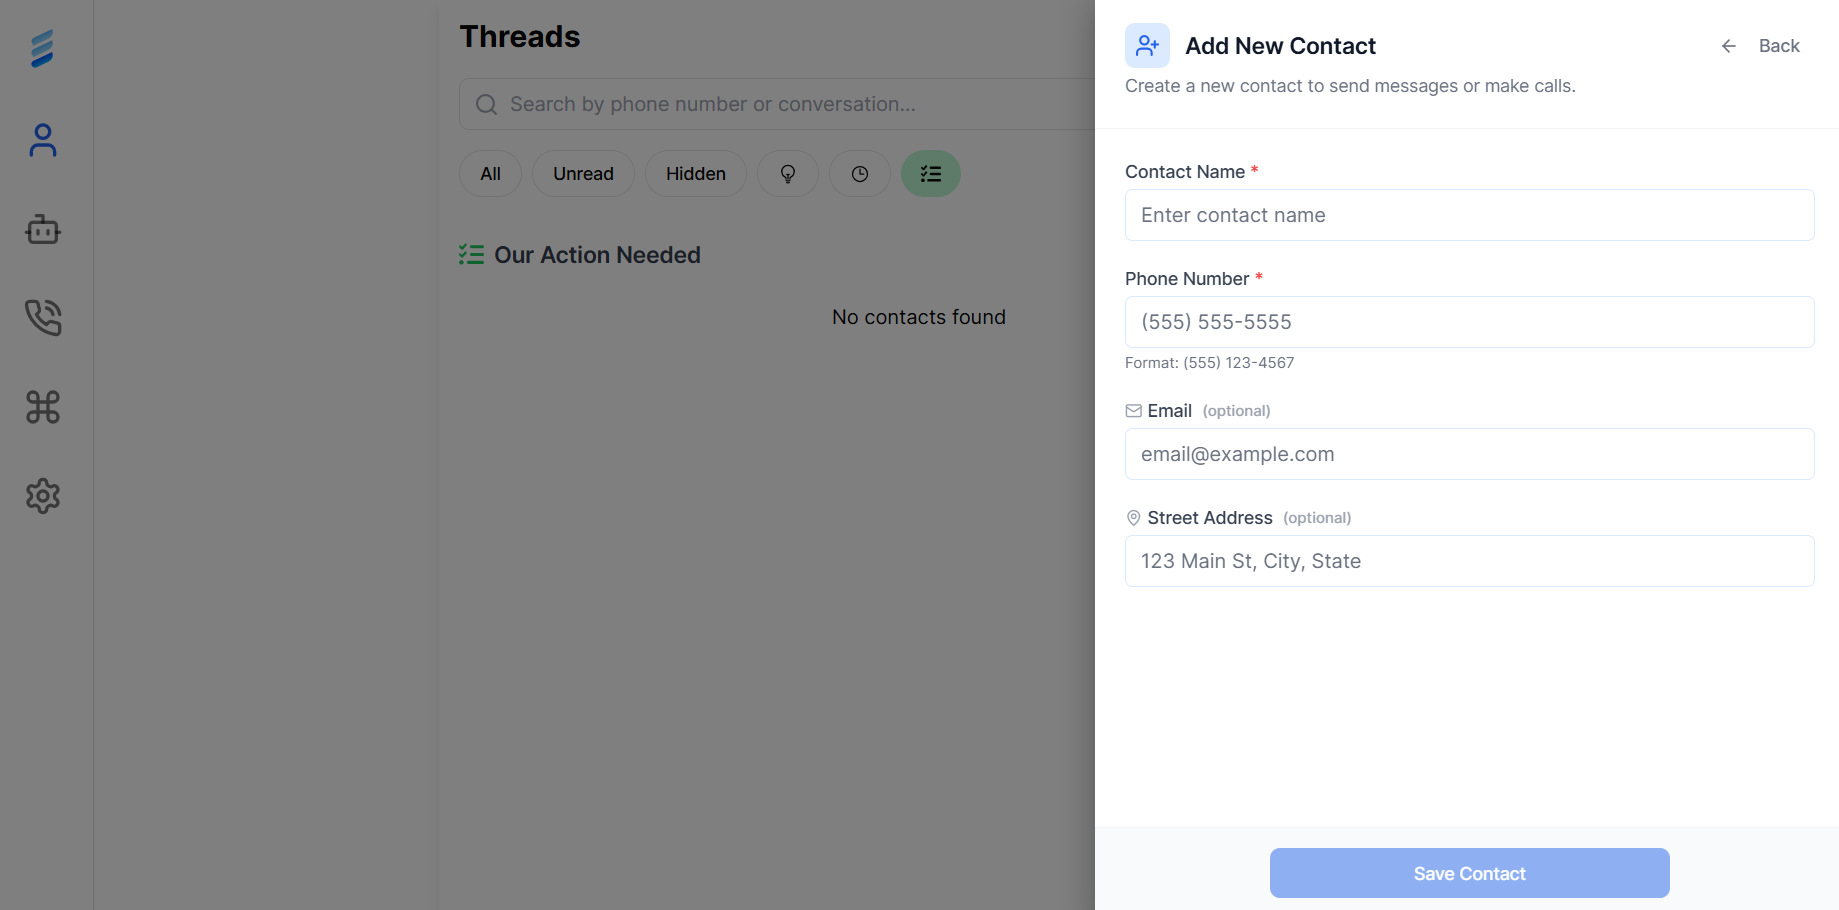 Threads
Search by phone number or conversation...
All
Unread
Hidden
Our Action Needed
No contacts found
Add New Contact
Back
Create a new contact to send messages or make calls.
Contact Name *
Enter contact name
Phone Number *
(555) 555-5555
Format: (555) 123-4567
Email (optional)
email@example.com
Street Address (optional)
123 Main St, City, State
Save Contact